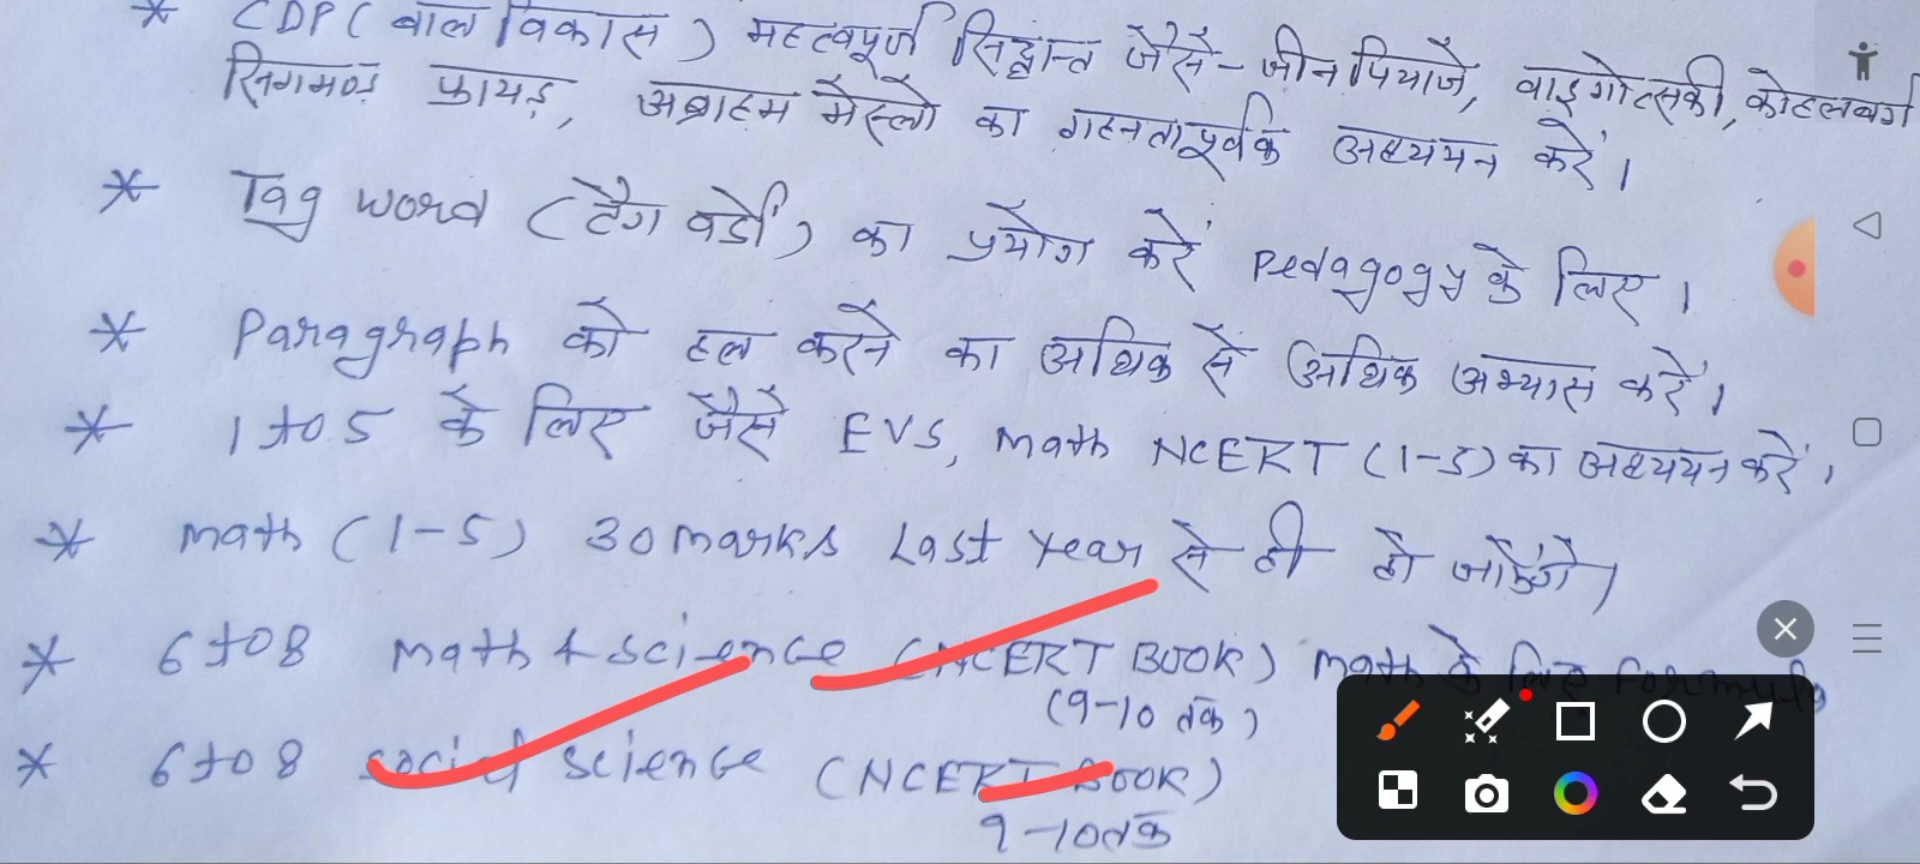 * CDP (बाल विकास) महत्वपूर्ण सिद्धान्त जैसे - जीन पियाजे, वाइगोत्सकी, कोहलबर्ग
सिगमण्ड फ्रायड, अब्राहम मैस्लो का गहनतापूर्वक अध्ययन करें।
* Tag word (टैग वर्डो) का प्रयोग करें Pedagogy के लिए।
* Paragraph को हल करने का अधिक से अधिक अभ्यास करें।
* 1 to 5 के लिए जैसे EVS, math NCERT (1-5) का अध्ययन करें।
* math (1-5) 30 marks Last Year से ही हो जाऐंगे।
* 6 to 8 math & science (NCERT BOOK) math के लिए formula
(9-10 तक)
* 6 to 8 social science (NCERT BOOK)
9-10 तक